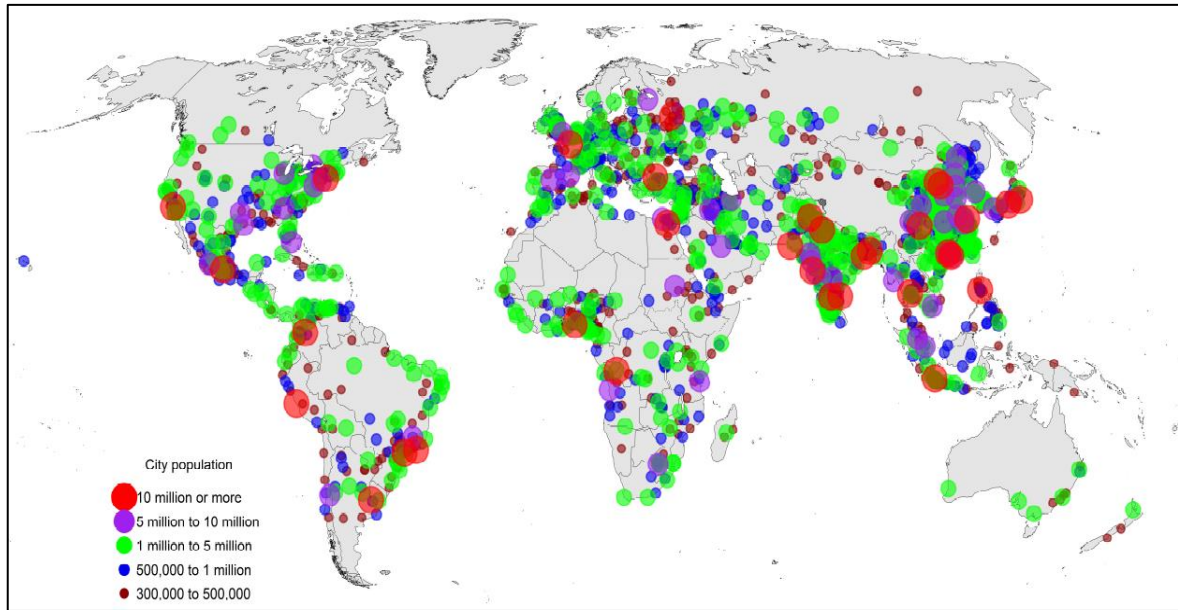 City population
10 million or more
5 million to 10 million
1 million to 5 million
500,000 to 1 million
300,000 to 500,000